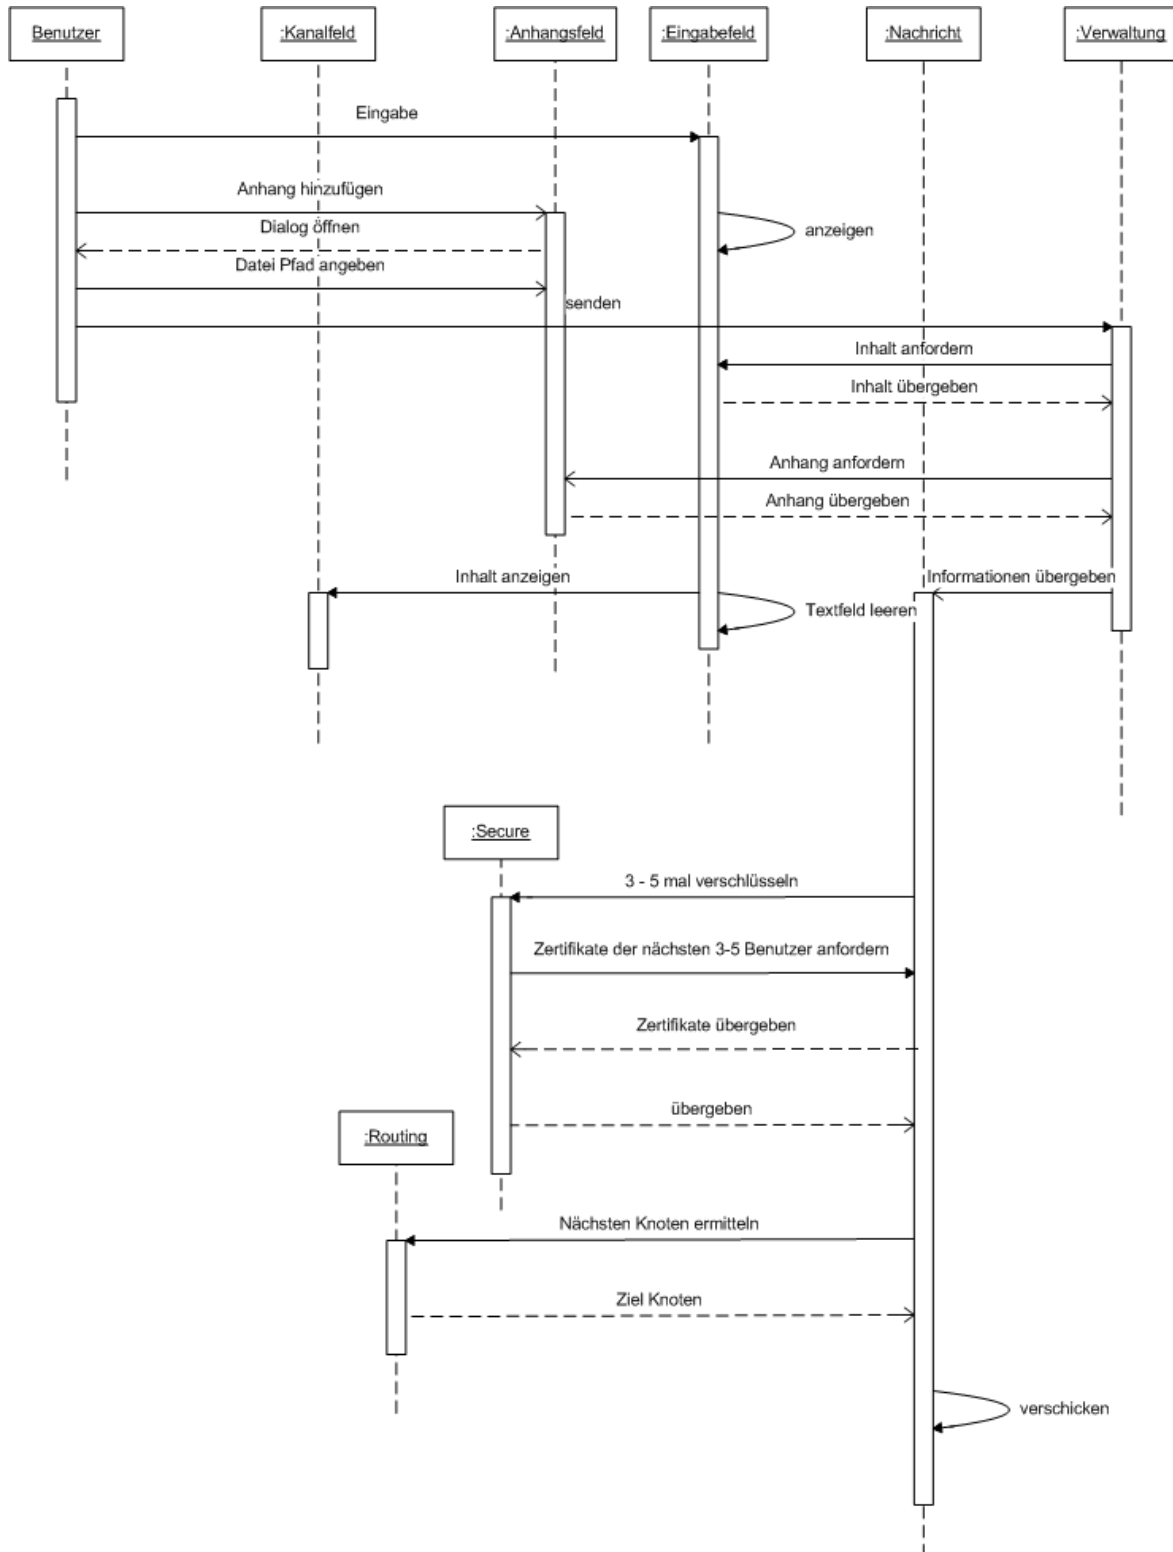 Benutzer
:Kanalfeld
:Anhangsfeld
:Eingabefeld
:Nachricht
:Verwaltung
Eingabe
Anhang hinzufügen
Dialog öffnen
anzeigen
Datei Pfad angeben
senden
Inhalt anfordern
Inhalt übergeben
Anhang anfordern
Anhang übergeben
Inhalt anzeigen
Informationen übergeben
Textfeld leeren
:Secure
3 - 5 mal verschlüseln
Zertifikate der nächsten 3-5 Benutzer anfordern
Zertifikate übergeben
übergeben
:Routing
Nächsten Knoten ermitteln
Ziel Knoten
verschicken